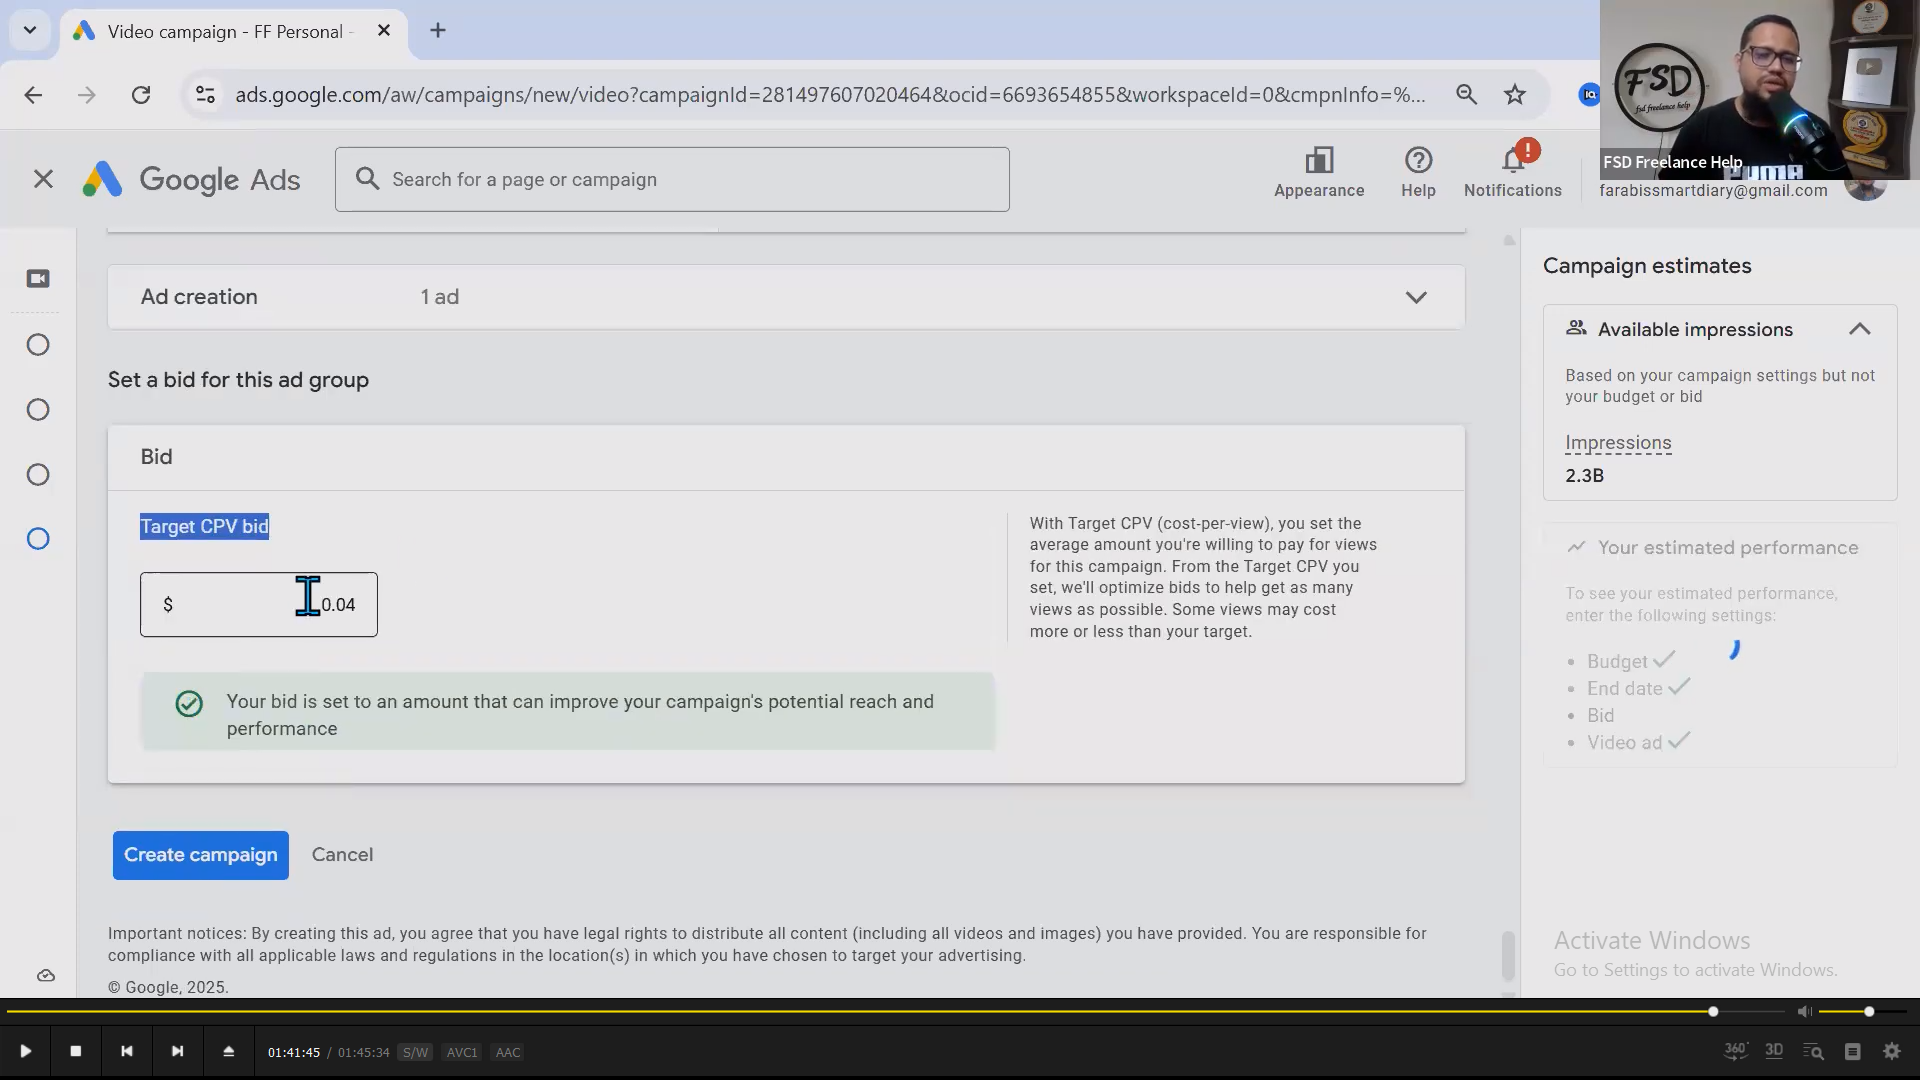 Video campaign - FF Personal -
ads.google.com/aw/campaigns/new/video?campaignId=281497607020464&ocid=6693654855&workspaceId=0&cmpnInfo=%...
Google Ads
Search for a page or campaign
Appearance
Help
Notifications
FSD
fsd freelance help
FSD Freelance Help
PUMA
farabissmartdiary@gmail.com
Ad creation
1 ad
Set a bid for this ad group
Bid
Target CPV bid
$ 0.04
Your bid is set to an amount that can improve your campaign's potential reach and
performance
With Target CPV (cost-per-view), you set the
average amount you're willing to pay for views
for this campaign. From the Target CPV you
set, we'll optimize bids to help get as many
views as possible. Some views may cost
more or less than your target.
Create campaign
Cancel
Important notices: By creating this ad, you agree that you have legal rights to distribute all content (including all videos and images) you have provided. You are responsible for
compliance with all applicable laws and regulations in the location(s) in which you have chosen to target your advertising.
© Google, 2025.
Campaign estimates
Available impressions
Based on your campaign settings but not
your budget or bid
Impressions
2.3B
Your estimated performance
To see your estimated performance,
enter the following settings:
Budget
End date
Bid
Video ad
Activate Windows
Go to Settings to activate Windows.
01:41:45 / 01:45:34 S/W AVC1 AAC
360° 3D